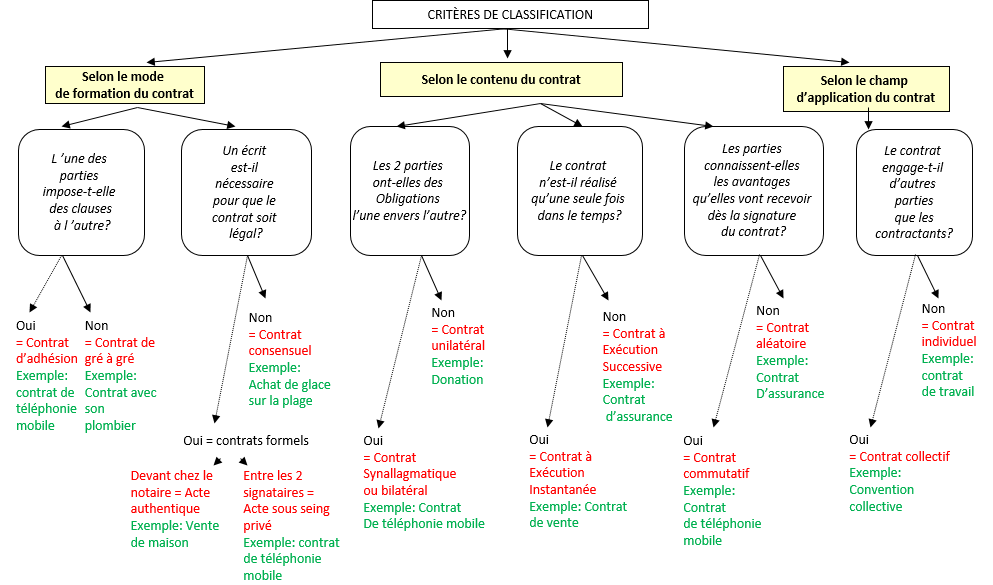 CRITÈRES DE CLASSIFICATION
Selon le mode
de formation du contrat
Selon le contenu du contrat
Selon le champ
d'application du contrat
L 'une des
parties
impose-t-elle
des clauses
à l 'autre?
Un écrit
est-il
nécessaire
pour que le
contrat soit
légal?
Les 2 parties
ont-elles des
Obligations
l'une envers l'autre?
Le contrat
n'est-il réalisé
qu'une seule fois
dans le temps?
Les parties
connaissent-elles
les avantages
qu'elles vont recevoir
dès la signature
du contrat?
Le contrat
engage-t-il
d'autres
parties
que les
contractants?
Oui
= Contrat
d'adhésion
Exemple:
contrat de
téléphonie
mobile
Non
= Contrat de
gré à gré
Exemple:
Contrat avec
son
plombier
Non
= Contrat
consensuel
Exemple:
Achat de glace
sur la plage
Non
= Contrat
unilatéral
Exemple:
Donation
Non
= Contrat à
Exécution
Successive
Exemple:
Contrat
d'assurance
Non
= Contrat
aléatoire
Exemple:
Contrat
D'assurance
Non
= Contrat
individuel
Exemple:
contrat
de travail
Oui = contrats formels
Devant chez le
notaire = Acte
authentique
Exemple: Vente
de maison
Entre les 2
signataires =
Acte sous seing
privé
Exemple: contrat
de téléphonie
mobile
Oui
= Contrat
Synallagmatique
ou bilatéral
Exemple: Contrat
De téléphonie mobile
Oui
= Contrat à
Exécution
Instantanée
Exemple: Contrat
de vente
Oui
= Contrat
commutatif
Exemple:
Contrat
de téléphonie
mobile
Oui
= Contrat collectif
Exemple:
Convention
collective